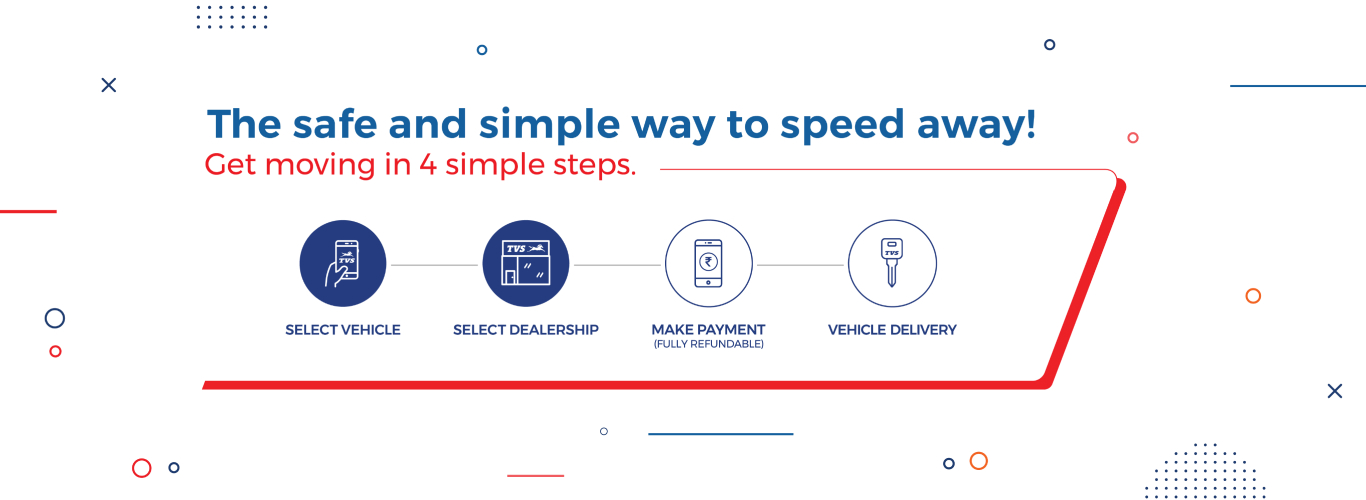 The safe and simple way to speed away!
Get moving in 4 simple steps.
TVS
TVS
₹
TVS
SELECT VEHICLE
SELECT DEALERSHIP
MAKE PAYMENT
(FULLY REFUNDABLE)
VEHICLE DELIVERY